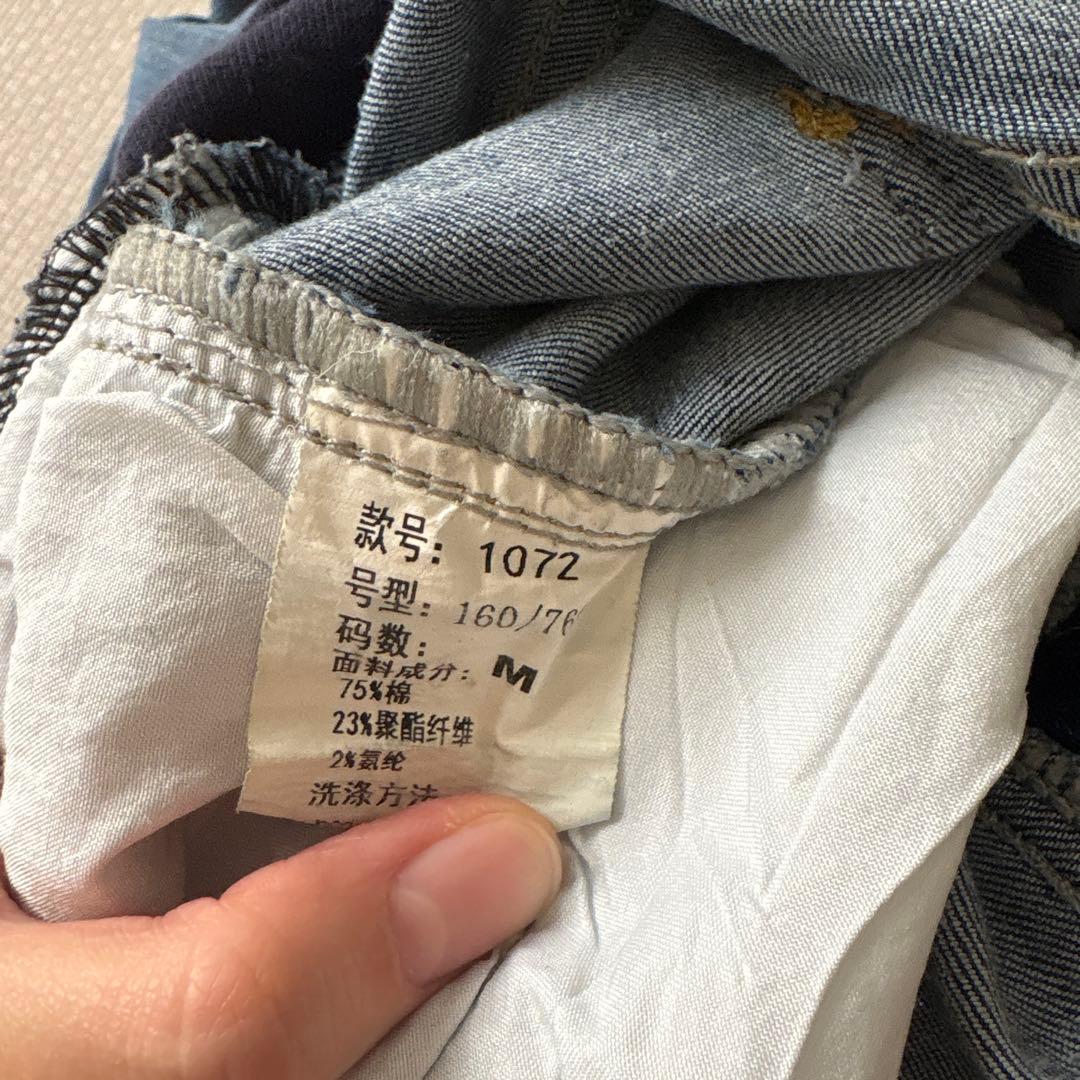 款号: 1072
号型: 160/76
码数: M
面料成分:
75%棉
23%聚酯纤维
2%氨纶
洗涤方法